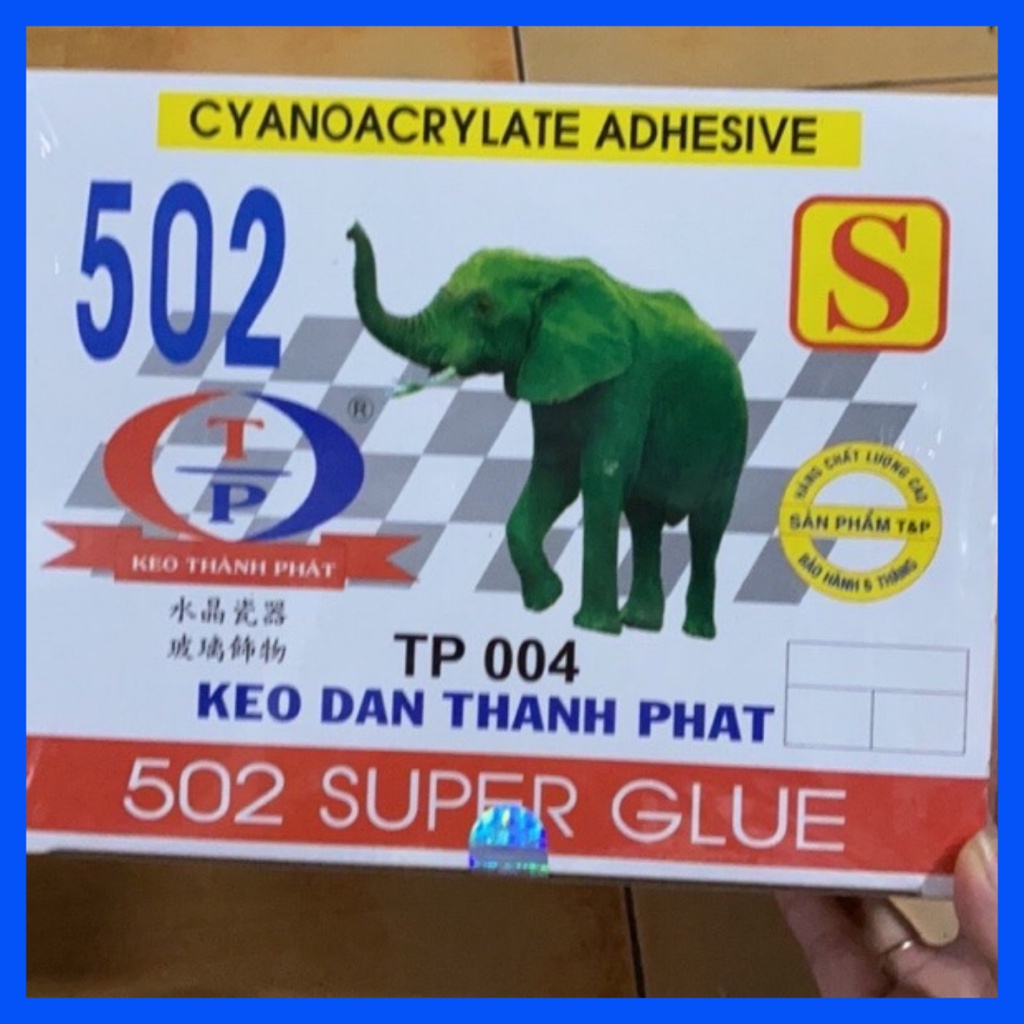 CYANOACRYLATE ADHESIVE
502
S
®
T
P
KEO THÀNH PHÁT
水晶瓷器
玻璃飾物
HÀNG CHẤT LƯỢNG CAO
SẢN PHẨM T&P
BẢO HÀNH 6 THÁNG
TP 004
KEO DAN THANH PHAT
502 SUPER GLUE